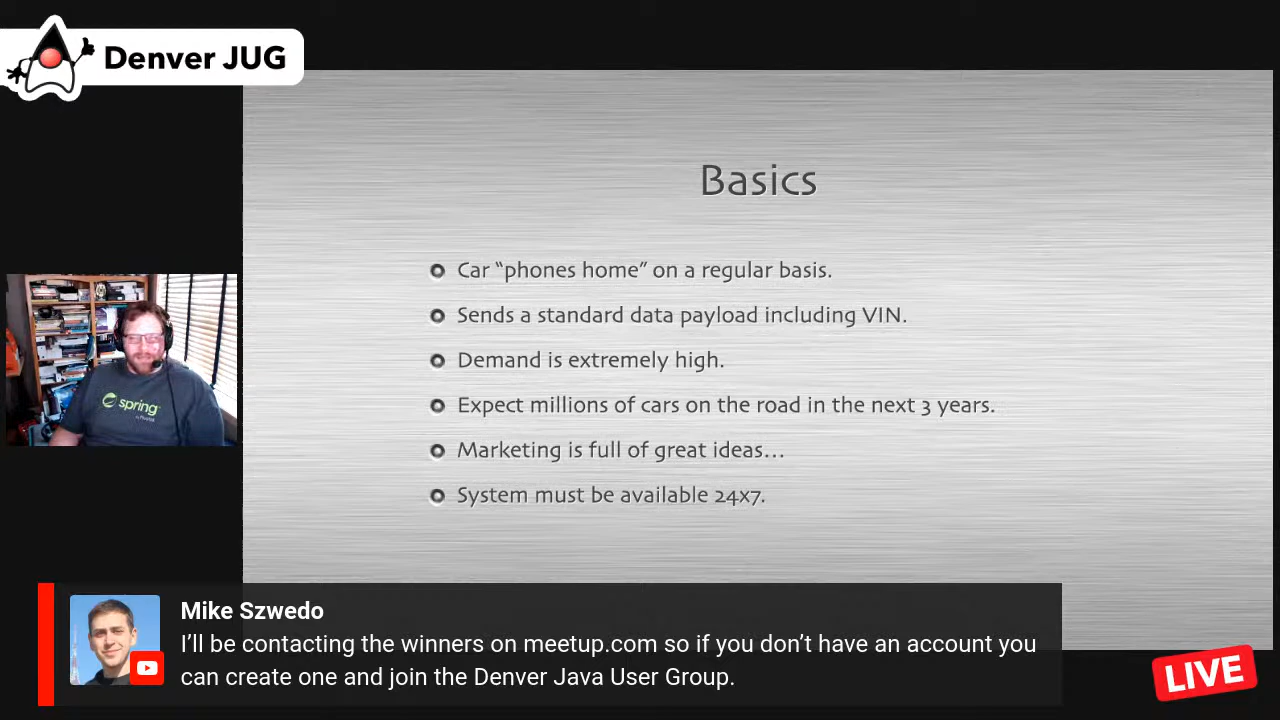 Denver JUG
Basics
Car “phones home” on a regular basis.
Sends a standard data payload including VIN.
Demand is extremely high.
Expect millions of cars on the road in the next 3 years.
Marketing is full of great ideas…
System must be available 24x7.
spring
Mike Szwedo
I’ll be contacting the winners on meetup.com so if you don’t have an account you
can create one and join the Denver Java User Group.
LIVE